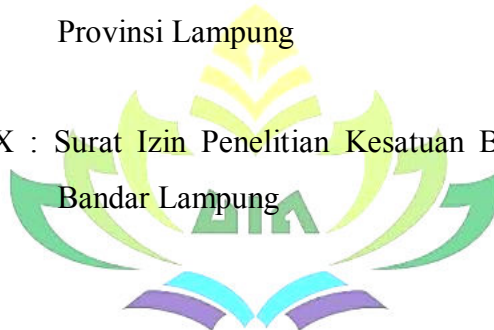 Provinsi Lampung
X : Surat Izin Penelitian Kesatuan B
Bandar Lampung